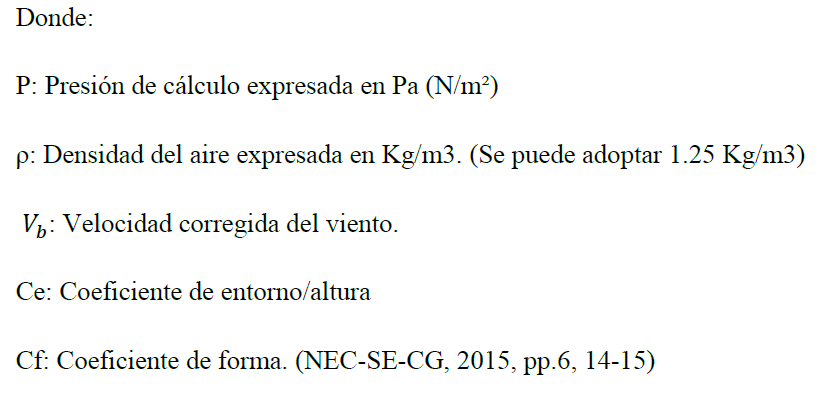 Donde:
P: Presión de cálculo expresada en Pa (N/m²)
ρ: Densidad del aire expresada en Kg/m3. (Se puede adoptar 1.25 Kg/m3)
V_b: Velocidad corregida del viento.
Ce: Coeficiente de entorno/altura
Cf: Coeficiente de forma. (NEC-SE-CG, 2015, pp.6, 14-15)